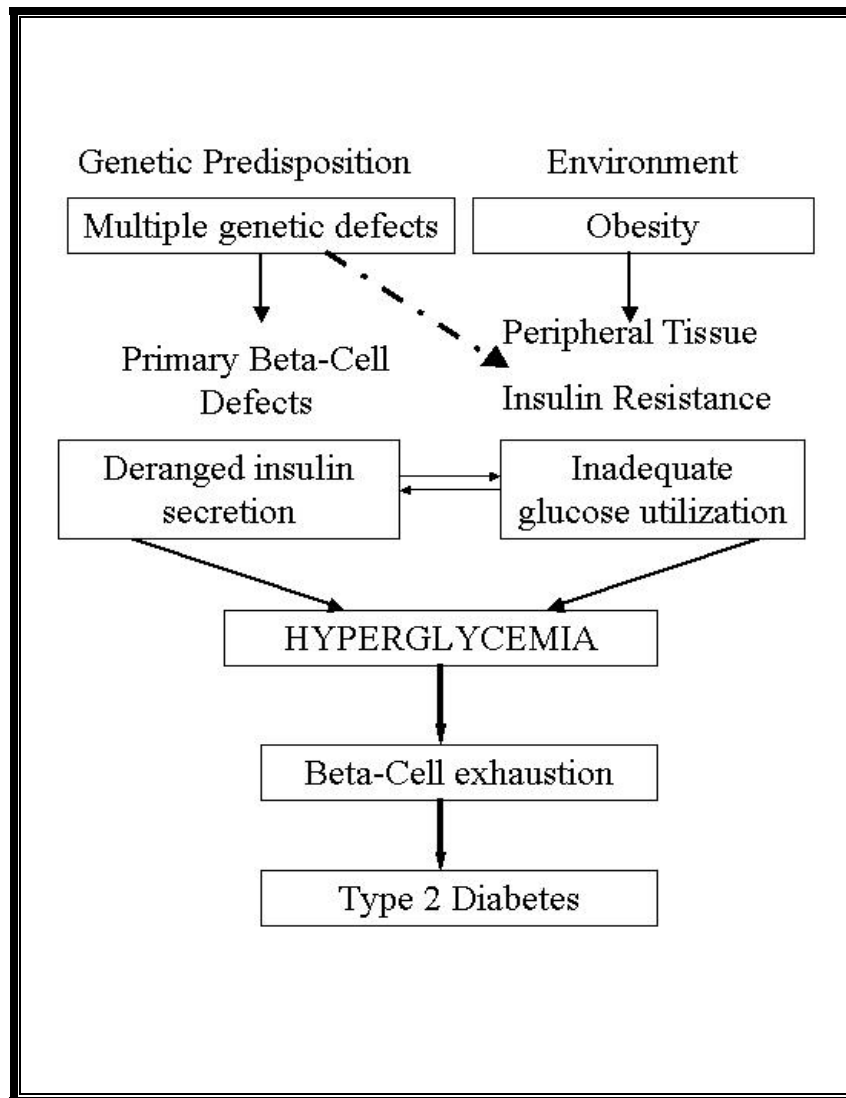 Genetic Predisposition
Environment
Multiple genetic defects
Obesity
Primary Beta-Cell
Defects
Peripheral Tissue
Insulin Resistance
Deranged insulin
secretion
Inadequate
glucose utilization
HYPERGLYCEMIA
Beta-Cell exhaustion
Type 2 Diabetes